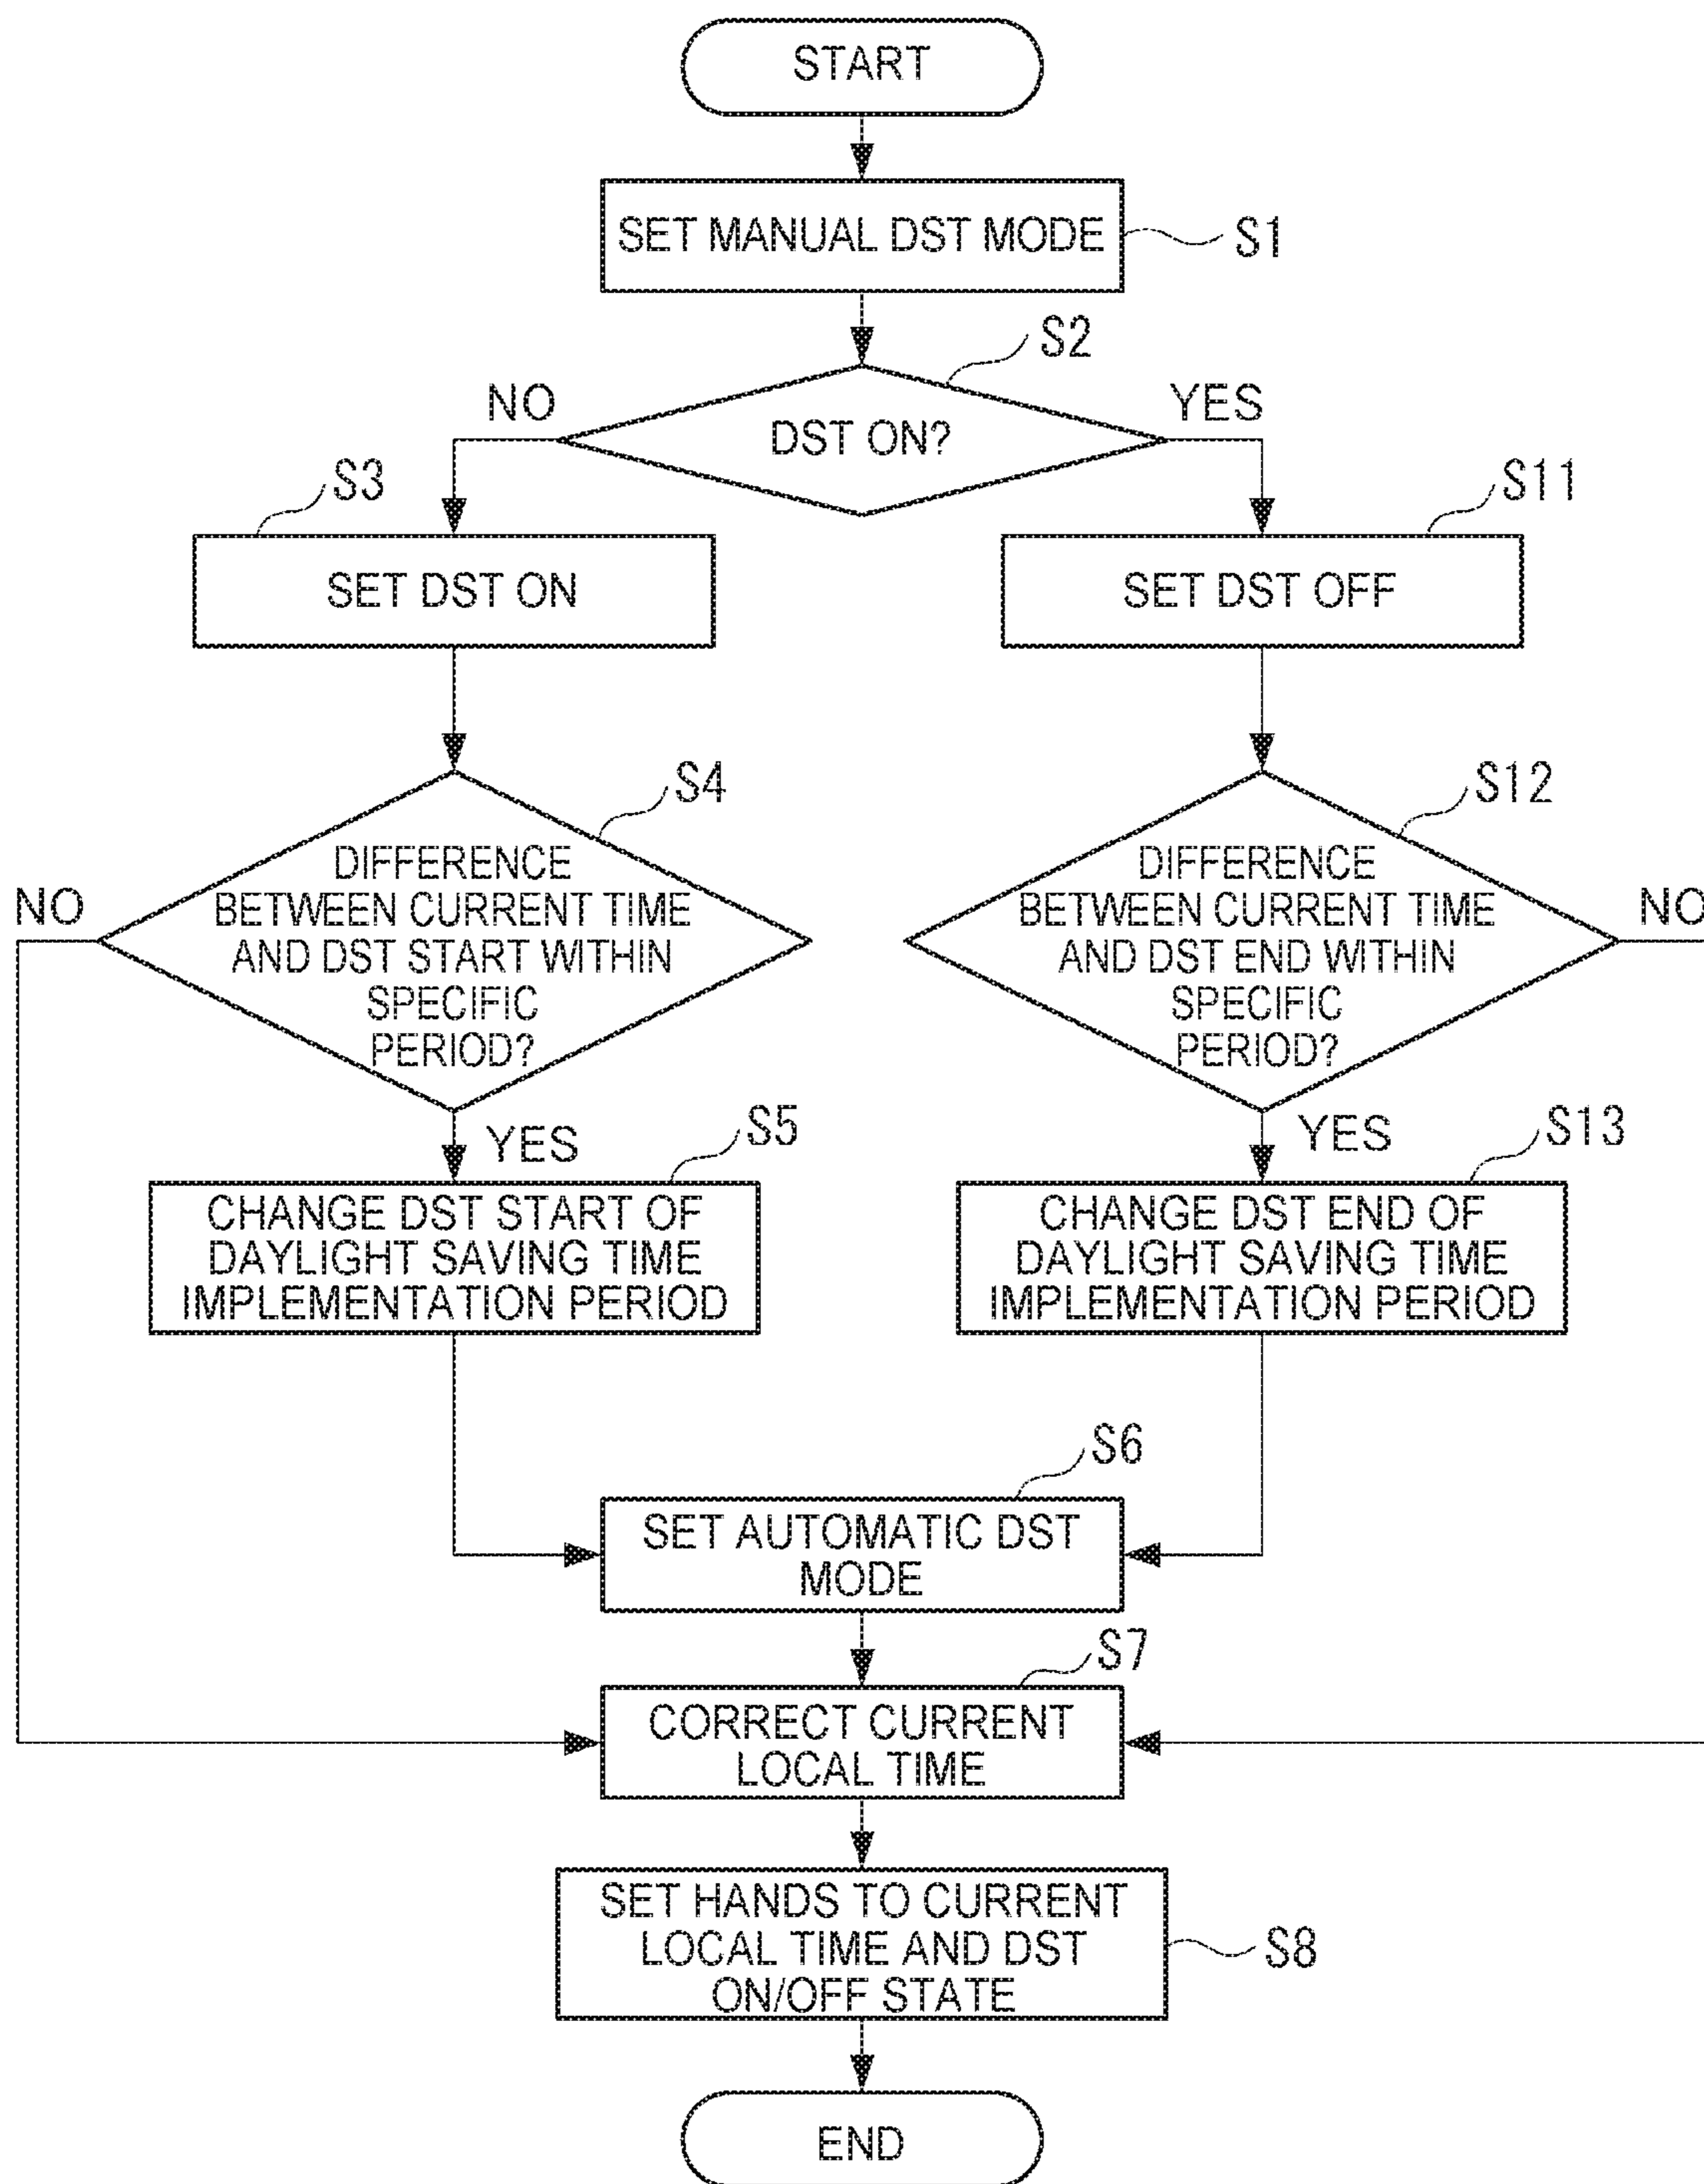 START
SET MANUAL DST MODE
S1
S2
NO
YES
DST ON?
S3
S11
SET DST ON
SET DST OFF
S4
S12
DIFFERENCE
BETWEEN CURRENT TIME
AND DST START WITHIN
SPECIFIC
PERIOD?
NO
DIFFERENCE
BETWEEN CURRENT TIME
AND DST END WITHIN
SPECIFIC
PERIOD?
NO
YES
S5
YES
S13
CHANGE DST START OF
DAYLIGHT SAVING TIME
IMPLEMENTATION PERIOD
CHANGE DST END OF
DAYLIGHT SAVING TIME
IMPLEMENTATION PERIOD
S6
SET AUTOMATIC DST
MODE
S7
CORRECT CURRENT
LOCAL TIME
SET HANDS TO CURRENT
LOCAL TIME AND DST
ON/OFF STATE
S8
END